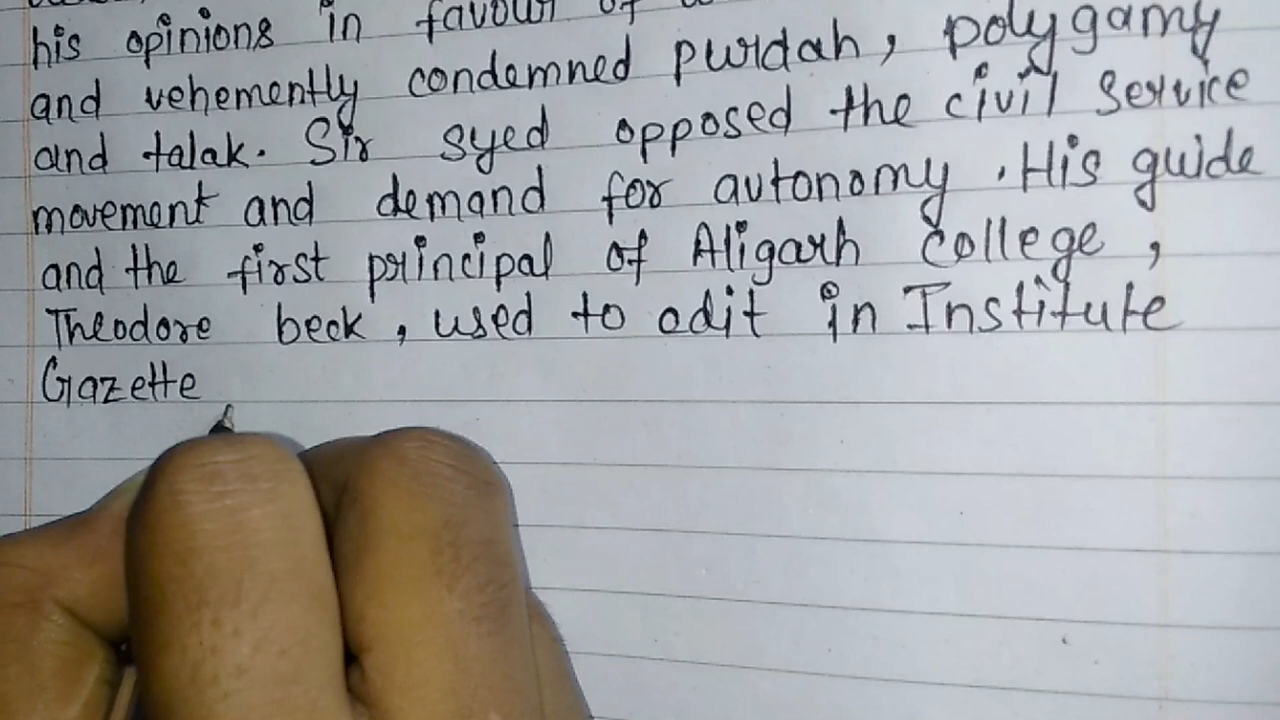 his opinions in favour of
and vehemently condemned purdah, polygamy
and talak. Sir syed opposed the civil service
movement and demand for autonomy. His guide
and the first principal of Aligarh college,
Theodore beck, used to edit in Institute
Gazette